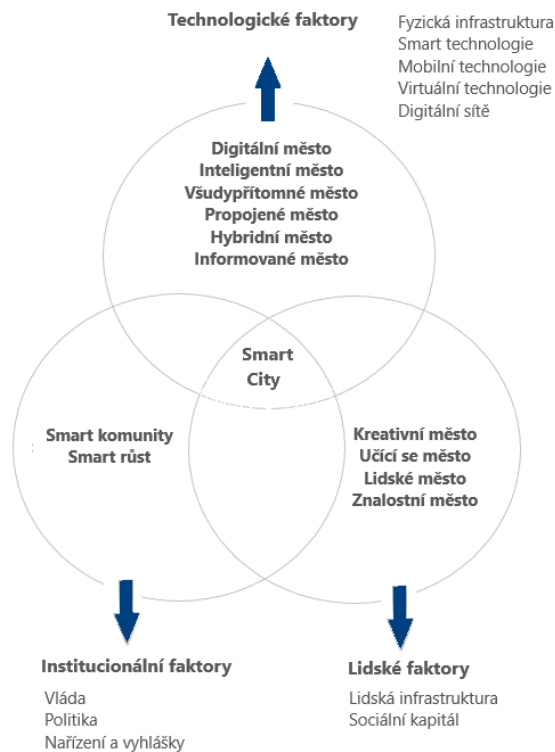 Technologické faktory
Fyzická infrastruktura
Smart technologie
Mobilní technologie
Virtuální technologie
Digitální sítě
Digitální město
Inteligentní město
Všudypřítomné město
Propojené město
Hybridní město
Informované město
Smart
City
Smart komunity
Smart růst
Kreativní město
Učící se město
Lidské město
Znalostní město
Institucionální faktory
Vláda
Politika
Nařízení a vyhlášky
Lidské faktory
Lidská infrastruktura
Sociální kapitál